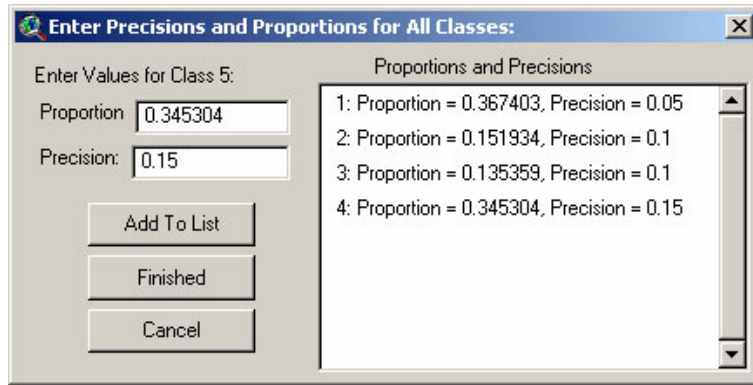 Enter Precisions and Proportions for All Classes:
Enter Values for Class 5:
Proportion 0.345304
Precision: 0.15
Add To List
Finished
Cancel
Proportions and Precisions
1: Proportion = 0.367403, Precision = 0.05
2: Proportion = 0.151934, Precision = 0.1
3: Proportion = 0.135359, Precision = 0.1
4: Proportion = 0.345304, Precision = 0.15